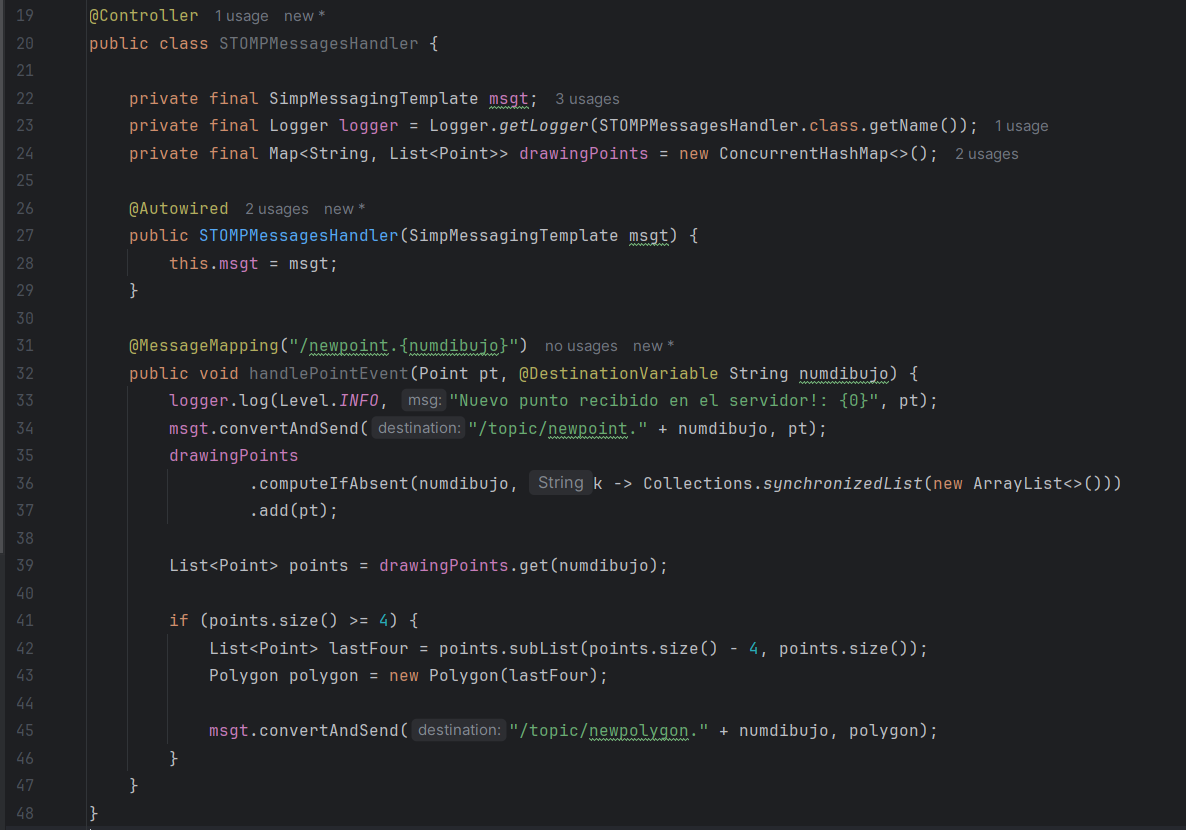 19 @Controller 1 usage new *
20 public class STOMPMessagesHandler {
21
22 private final SimpMessagingTemplate msgt; 3 usages
23 private final Logger logger = Logger.getLogger(STOMPMessagesHandler.class.getName()); 1 usage
24 private final Map<String, List<Point>> drawingPoints = new ConcurrentHashMap<>(); 2 usages
25
26 @Autowired 2 usages new *
27 public STOMPMessagesHandler(SimpMessagingTemplate msgt) {
28 this.msgt = msgt;
29 }
30
31 @MessageMapping("/newpoint.{numdibujo}") no usages new *
32 public void handlePointEvent(Point pt, @DestinationVariable String numdibujo) {
33 logger.log(Level.INFO, msg: "Nuevo punto recibido en el servidor!: {0}", pt);
34 msgt.convertAndSend( destination: "/topic/newpoint." + numdibujo, pt);
35 drawingPoints
36 .computeIfAbsent(numdibujo, String k -> Collections.synchronizedList(new ArrayList<>()))
37 .add(pt);
38
39 List<Point> points = drawingPoints.get(numdibujo);
40
41 if (points.size() >= 4) {
42 List<Point> lastFour = points.subList(points.size() - 4, points.size());
43 Polygon polygon = new Polygon(lastFour);
44
45 msgt.convertAndSend( destination: "/topic/newpolygon." + numdibujo, polygon);
46 }
47 }
48 }